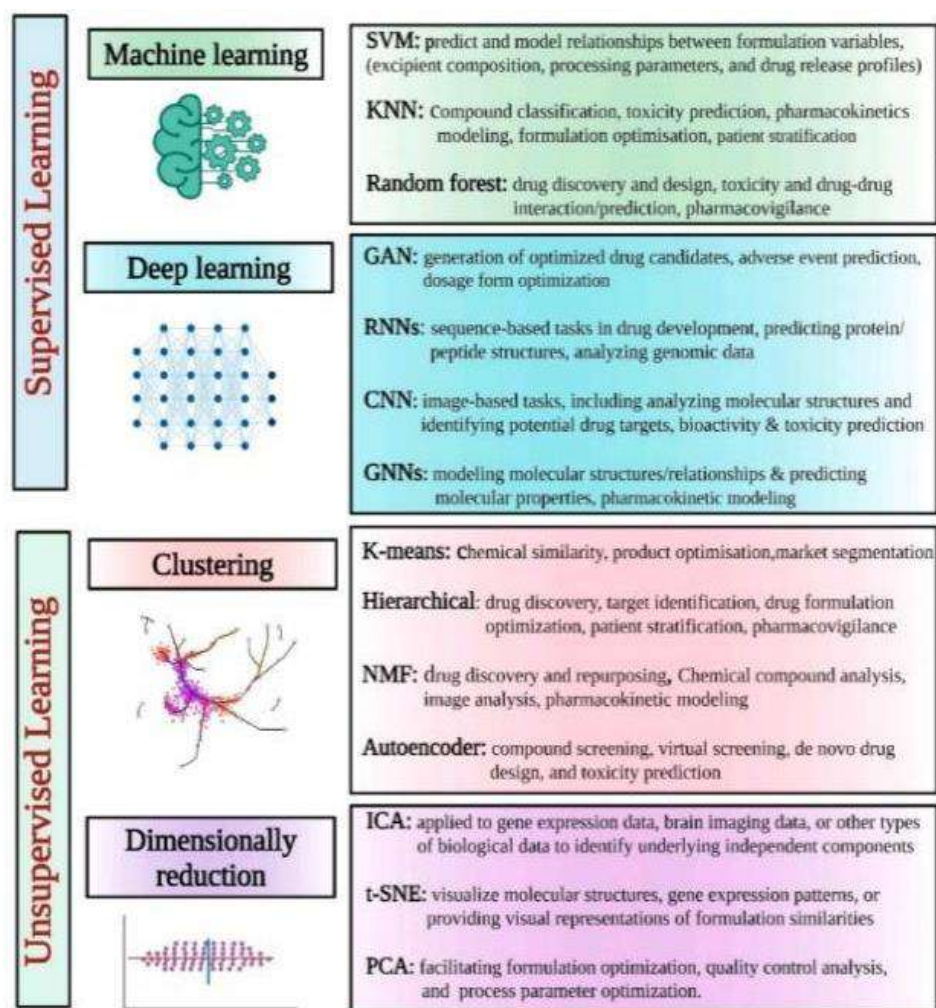 Supervised Learning
Machine learning
SVM: predict and model relationships between formulation variables,
(excipient composition, processing parameters, and drug release profiles)
KNN: Compound classification, toxicity prediction, pharmacokinetics
modeling, formulation optimisation, patient stratification
Random forest: drug discovery and design, toxicity and drug-drug
interaction/prediction, pharmacovigilance
Deep learning
GAN: generation of optimized drug candidates, adverse event prediction,
dosage form optimization
RNNs: sequence-based tasks in drug development, predicting protein/
peptide structures, analyzing genomic data
CNN: image-based tasks, including analyzing molecular structures and
identifying potential drug targets, bioactivity & toxicity prediction
GNNs: modeling molecular structures/relationships & predicting
molecular properties, pharmacokinetic modeling
Unsupervised Learning
Clustering
K-means: chemical similarity, product optimisation,market segmentation
Hierarchical: drug discovery, target identification, drug formulation
optimization, patient stratification, pharmacovigilance
NMF: drug discovery and repurposing, Chemical compound analysis,
image analysis, pharmacokinetic modeling
Autoencoder: compound screening, virtual screening, de novo drug
design, and toxicity prediction
Dimensionally
reduction
ICA: applied to gene expression data, brain imaging data, or other types
of biological data to identify underlying independent components
t-SNE: visualize molecular structures, gene expression patterns, or
providing visual representations of formulation similarities
PCA: facilitating formulation optimization, quality control analysis,
and process parameter optimization.